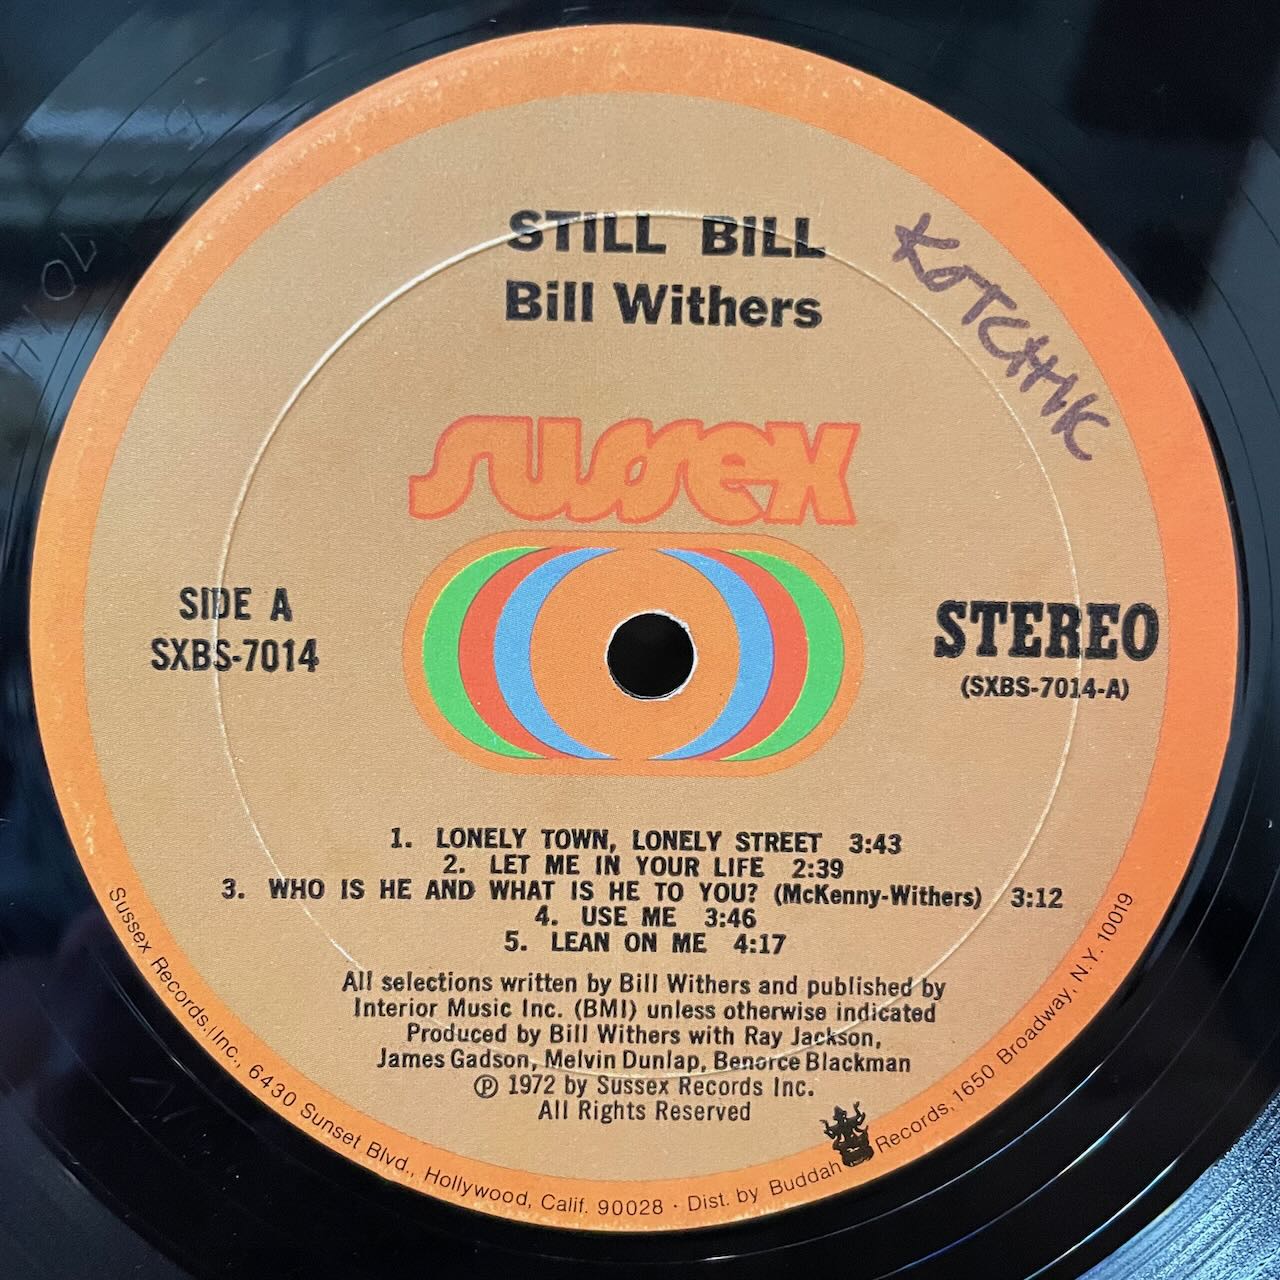 STILL BILL
Bill Withers
KOTCHIK
sussex
SIDE A
SXBS-7014
STEREO
(SXBS-7014-A)
1. LONELY TOWN, LONELY STREET 3:43
2. LET ME IN YOUR LIFE 2:39
3. WHO IS HE AND WHAT IS HE TO YOU? (McKenny-Withers) 3:12
4. USE ME 3:46
5. LEAN ON ME 4:17
All selections written by Bill Withers and published by
Interior Music Inc. (BMI) unless otherwise indicated
Produced by Bill Withers with Ray Jackson,
James Gadson, Melvin Dunlap, Benorce Blackman
℗ 1972 by Sussex Records Inc.
All Rights Reserved
Sussex Records, Inc., 6430 Sunset Blvd., Hollywood, Calif. 90028 · Dist. by Buddah Records, 1650 Broadway, N.Y. 10019